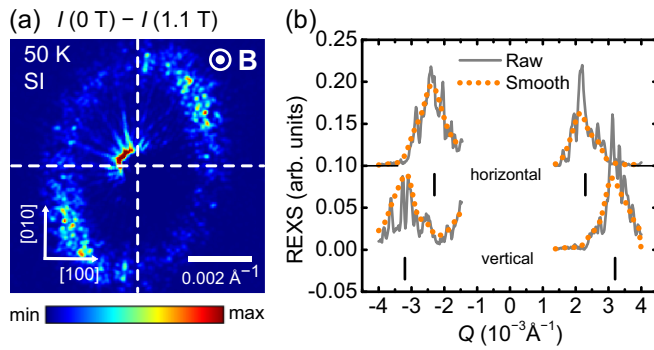 (a) I (0 T) − I (1.1 T)
50 K
SI
B
[010]
[100]
0.002 Å⁻¹
min max
(b)
REXS (arb. units)
0.25
0.20
0.15
0.10
0.05
0.00
-0.05
Raw
Smooth
horizontal
vertical
-4 -3 -2 -1 0 1 2 3 4
Q (10⁻³Å⁻¹)